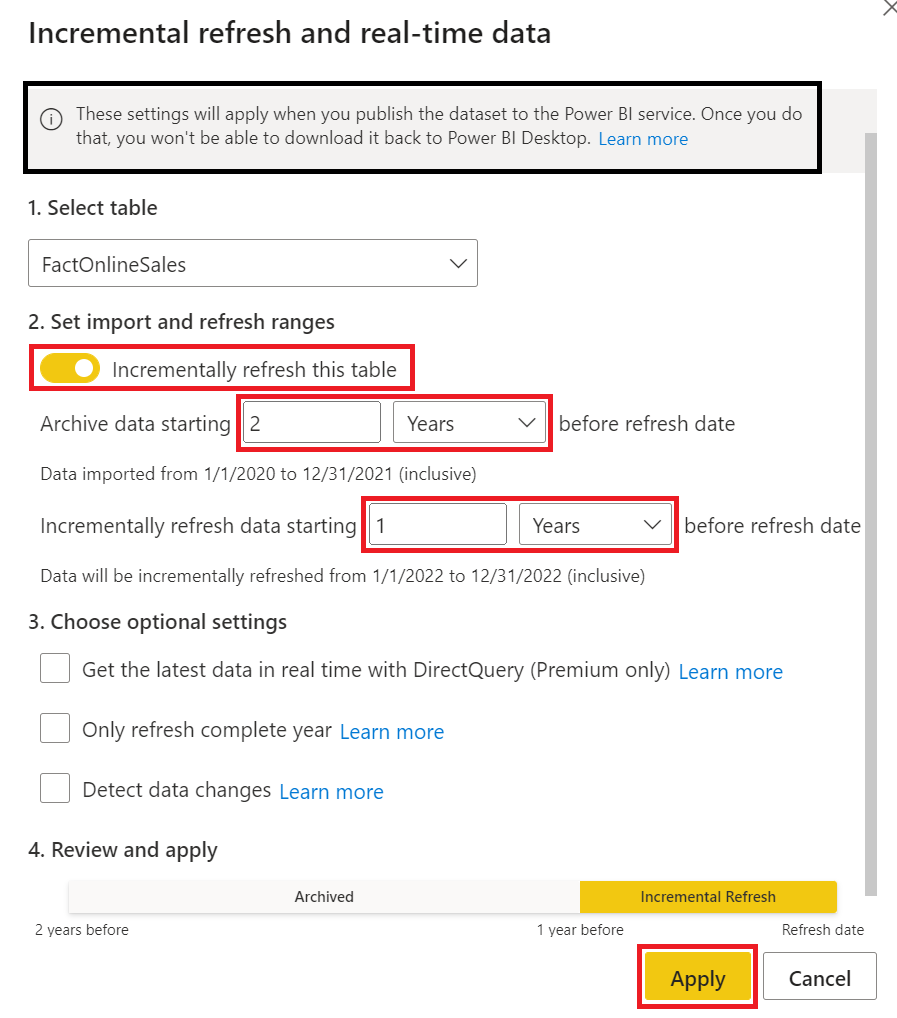 Incremental refresh and real-time data
These settings will apply when you publish the dataset to the Power BI service. Once you do
that, you won't be able to download it back to Power BI Desktop. Learn more
1. Select table
FactOnlineSales
2. Set import and refresh ranges
Incrementally refresh this table
Archive data starting 2 Years before refresh date
Data imported from 1/1/2020 to 12/31/2021 (inclusive)
Incrementally refresh data starting 1 Years before refresh date
Data will be incrementally refreshed from 1/1/2022 to 12/31/2022 (inclusive)
3. Choose optional settings
Get the latest data in real time with DirectQuery (Premium only) Learn more
Only refresh complete year Learn more
Detect data changes Learn more
4. Review and apply
Archived Incremental Refresh
2 years before 1 year before Refresh date
Apply Cancel